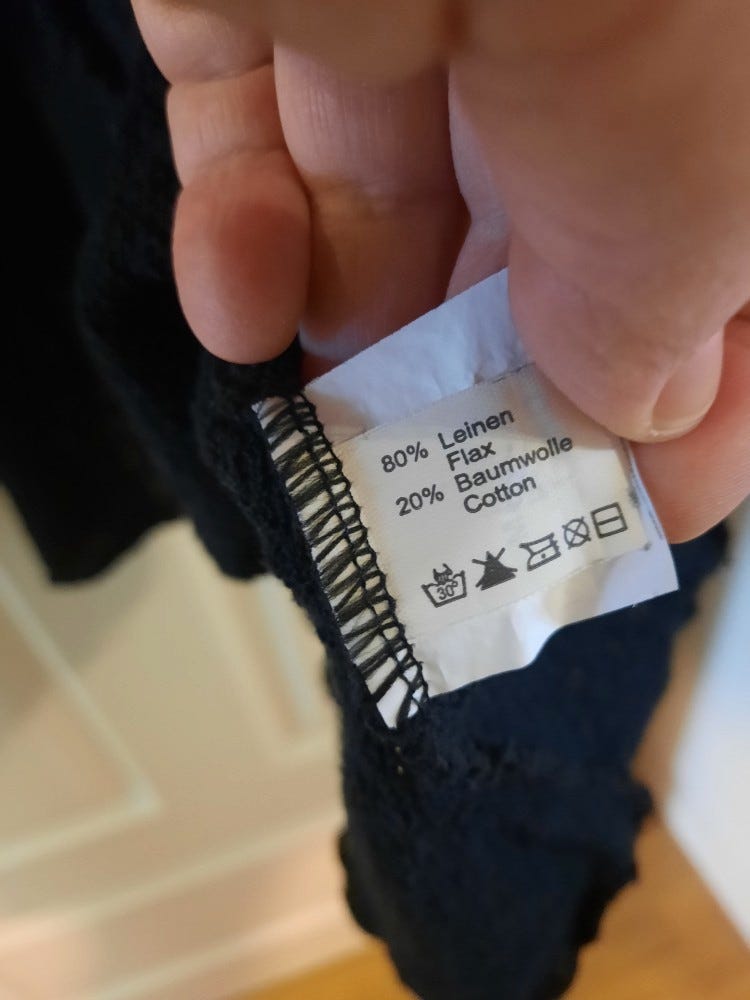 80% Leinen
Flax
20% Baumwolle
Cotton
30°